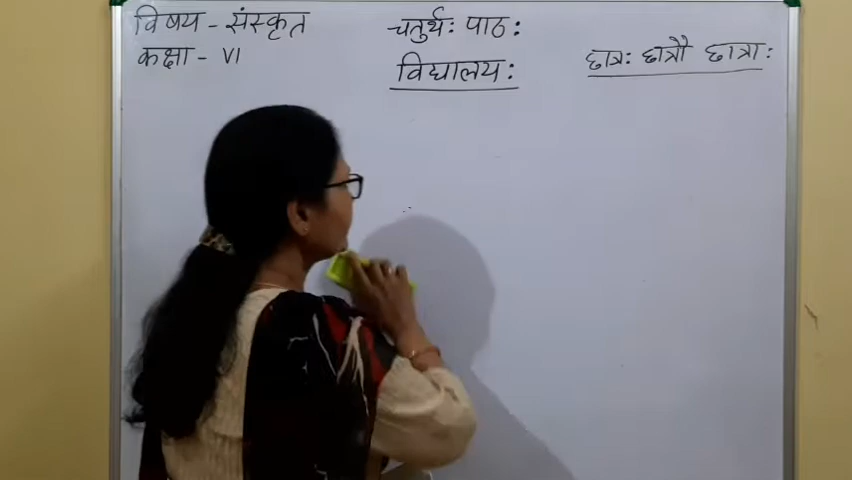 विषय - संस्कृत
कक्षा - VI
चतुर्थः पाठः
विद्यालयः
छात्रः छात्रौ छात्राः